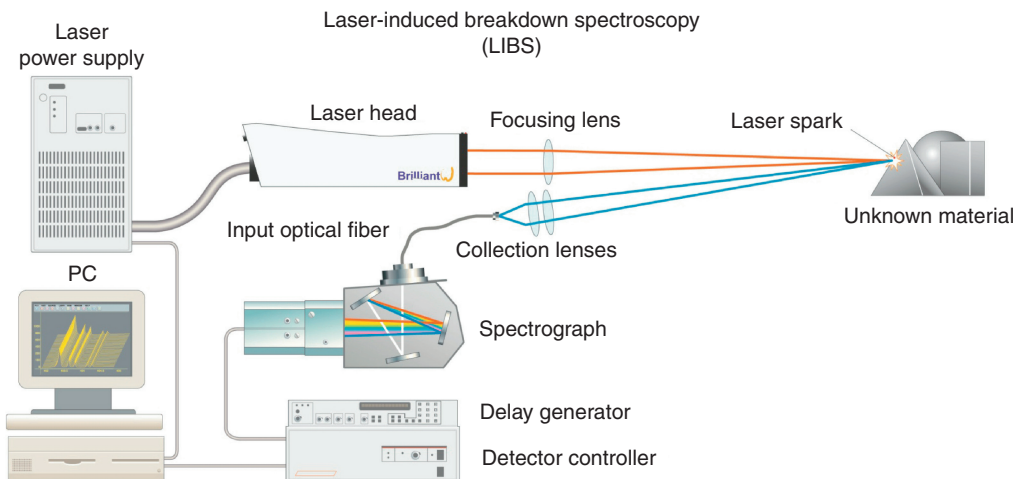 Laser-induced breakdown spectroscopy
(LIBS)
Laser
power supply
Laser head
Focusing lens
Laser spark
Brilliant
Unknown material
Input optical fiber
Collection lenses
PC
Spectrograph
Delay generator
Detector controller